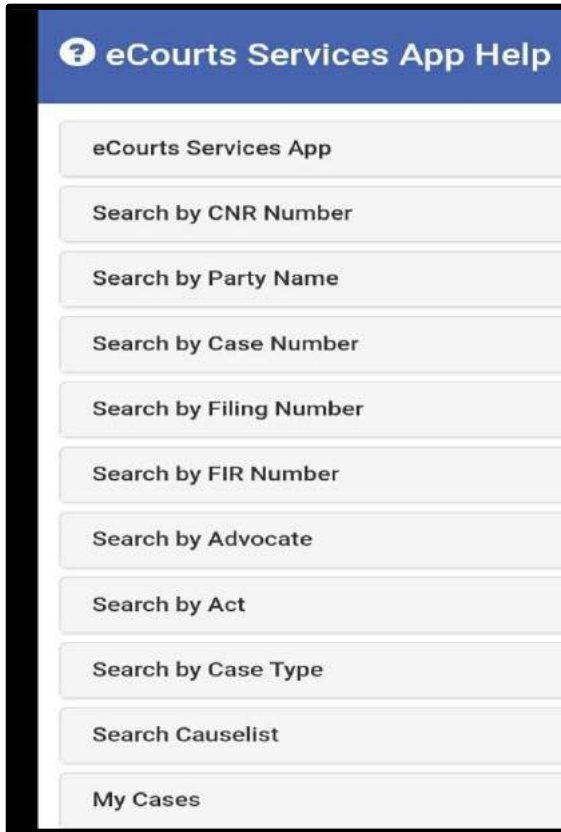 eCourts Services App Help
eCourts Services App
Search by CNR Number
Search by Party Name
Search by Case Number
Search by Filing Number
Search by FIR Number
Search by Advocate
Search by Act
Search by Case Type
Search Causelist
My Cases